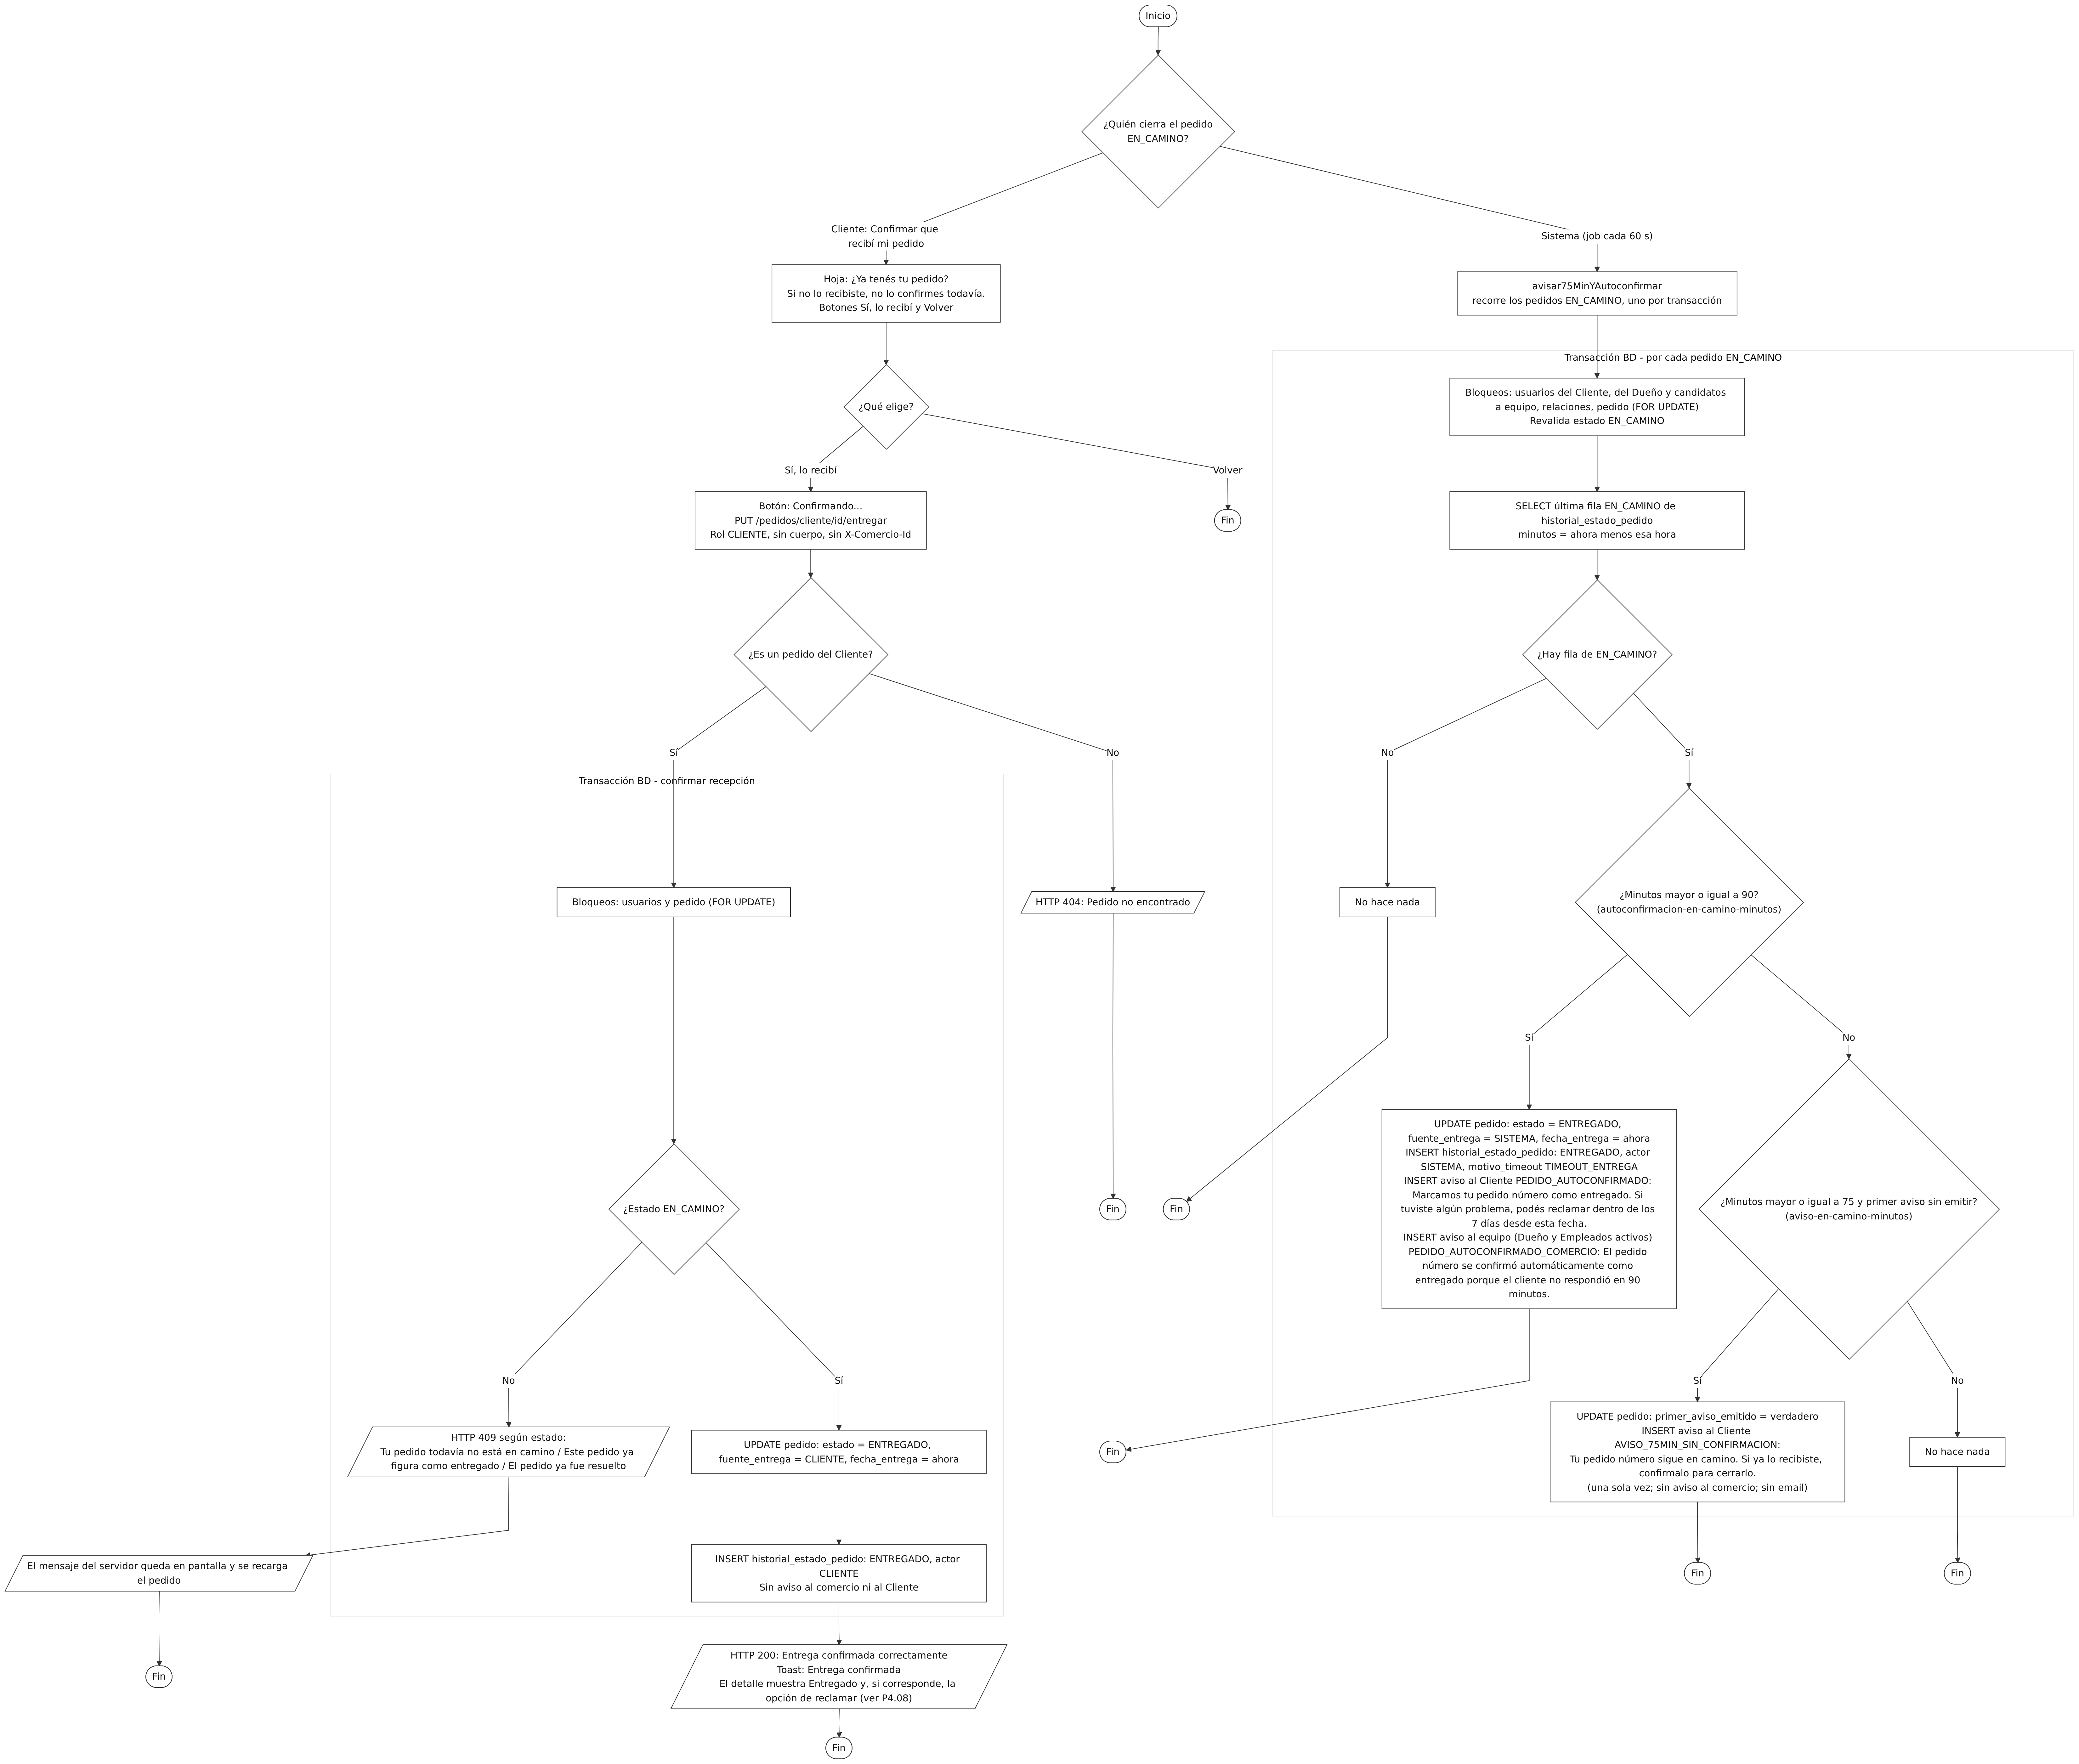 Inicio
¿Quién cierra el pedido
EN_CAMINO?
Cliente: Confirmar que
recibí mi pedido
Sistema (job cada 60 s)
Hoja: ¿Ya tenés tu pedido?
Si no lo recibiste, no lo confirmes todavía.
Botones Sí, lo recibí y Volver
avisar75MinYAutoconfirmar
recorre los pedidos EN_CAMINO, uno por transacción
Transacción BD - por cada pedido EN_CAMINO
¿Qué elige?
Bloqueos: usuarios del Cliente, del Dueño y candidatos
a equipo, relaciones, pedido (FOR UPDATE)
Revalida estado EN_CAMINO
Sí, lo recibí
Volver
Botón: Confirmando...
PUT /pedidos/cliente/id/entregar
Rol CLIENTE, sin cuerpo, sin X-Comercio-Id
Fin
SELECT última fila EN_CAMINO de
historial_estado_pedido
minutos = ahora menos esa hora
¿Es un pedido del Cliente?
¿Hay fila de EN_CAMINO?
Sí
No
No
Sí
Transacción BD - confirmar recepción
Bloqueos: usuarios y pedido (FOR UPDATE)
HTTP 404: Pedido no encontrado
No hace nada
¿Minutos mayor o igual a 90?
(autoconfirmacion-en-camino-minutos)
Sí
No
¿Estado EN_CAMINO?
Fin
Fin
UPDATE pedido: estado = ENTREGADO,
fuente_entrega = SISTEMA, fecha_entrega = ahora
INSERT historial_estado_pedido: ENTREGADO, actor
SISTEMA, motivo_timeout TIMEOUT_ENTREGA
INSERT aviso al Cliente PEDIDO_AUTOCONFIRMADO:
Marcamos tu pedido número como entregado. Si
tuviste algún problema, podés reclamar dentro de los
7 días desde esta fecha.
INSERT aviso al equipo (Dueño y Empleados activos)
PEDIDO_AUTOCONFIRMADO_COMERCIO: El pedido
número se confirmó automáticamente como
entregado porque el cliente no respondió en 90
minutos.
¿Minutos mayor o igual a 75 y primer aviso sin emitir?
(aviso-en-camino-minutos)
No
Sí
Sí
No
HTTP 409 según estado:
Tu pedido todavía no está en camino / Este pedido ya
figura como entregado / El pedido ya fue resuelto
UPDATE pedido: estado = ENTREGADO,
fuente_entrega = CLIENTE, fecha_entrega = ahora
Fin
UPDATE pedido: primer_aviso_emitido = verdadero
INSERT aviso al Cliente
AVISO_75MIN_SIN_CONFIRMACION:
Tu pedido número sigue en camino. Si ya lo recibiste,
confirmalo para cerrarlo.
(una sola vez; sin aviso al comercio; sin email)
No hace nada
El mensaje del servidor queda en pantalla y se recarga
el pedido
INSERT historial_estado_pedido: ENTREGADO, actor
CLIENTE
Sin aviso al comercio ni al Cliente
Fin
Fin
Fin
HTTP 200: Entrega confirmada correctamente
Toast: Entrega confirmada
El detalle muestra Entregado y, si corresponde, la
opción de reclamar (ver P4.08)
Fin